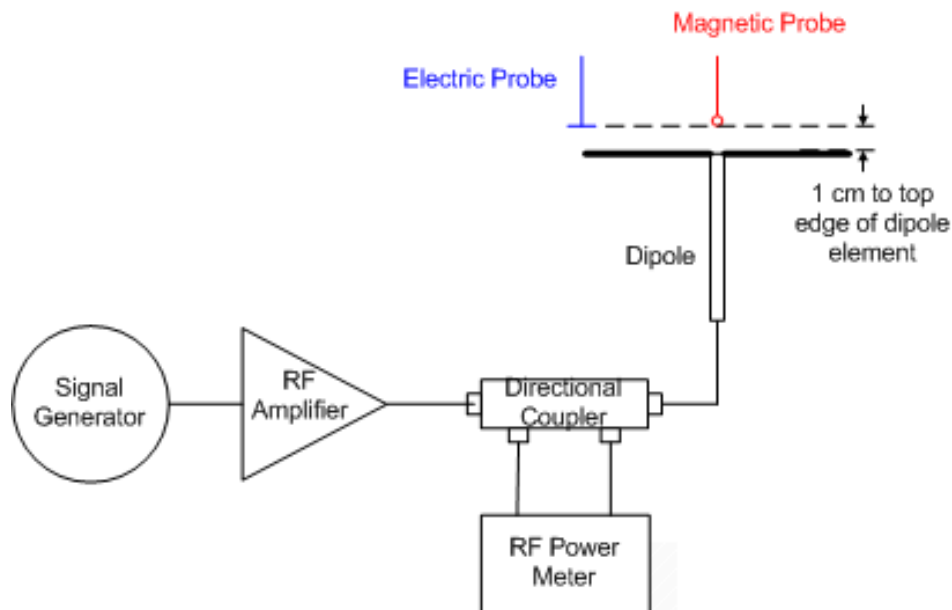 Magnetic Probe
Electric Probe
1 cm to top
edge of dipole
element
Dipole
Signal
Generator
RF
Amplifier
Directional
Coupler
RF Power
Meter